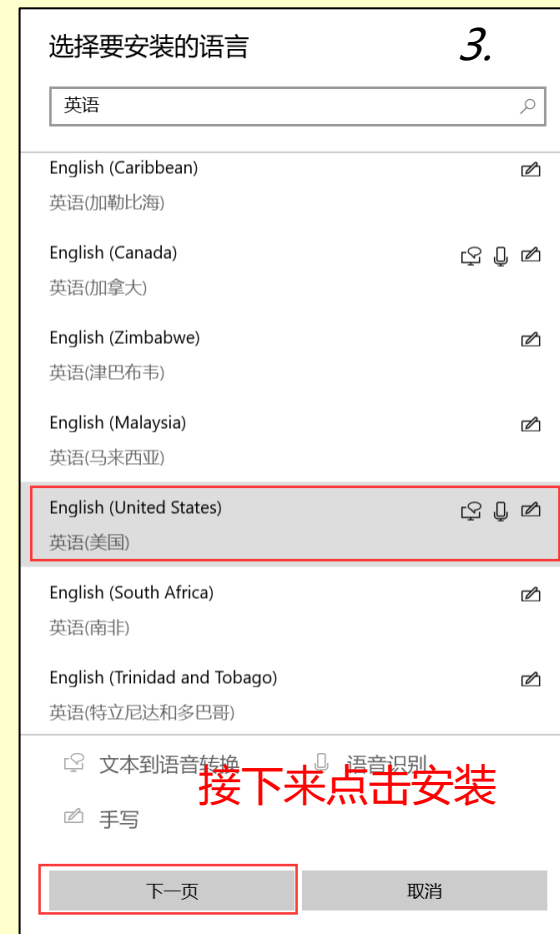 选择要安装的语言
3.
英语
English (Caribbean)
英语(加勒比海)
English (Canada)
英语(加拿大)
English (Zimbabwe)
英语(津巴布韦)
English (Malaysia)
英语(马来西亚)
English (United States)
英语(美国)
English (South Africa)
英语(南非)
English (Trinidad and Tobago)
英语(特立尼达和多巴哥)
文本到语音转换
语音识别
接下来点击安装
手写
下一页
取消